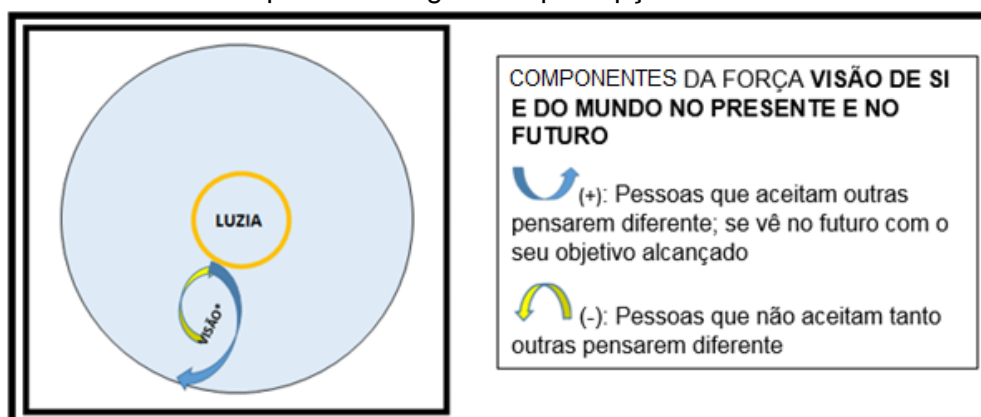 LUZIA
VISÃO*
COMPONENTES DA FORÇA VISÃO DE SI
E DO MUNDO NO PRESENTE E NO
FUTURO
(+): Pessoas que aceitam outras
pensarem diferente; se vê no futuro com o
seu objetivo alcançado
(-): Pessoas que não aceitam tanto
outras pensarem diferente